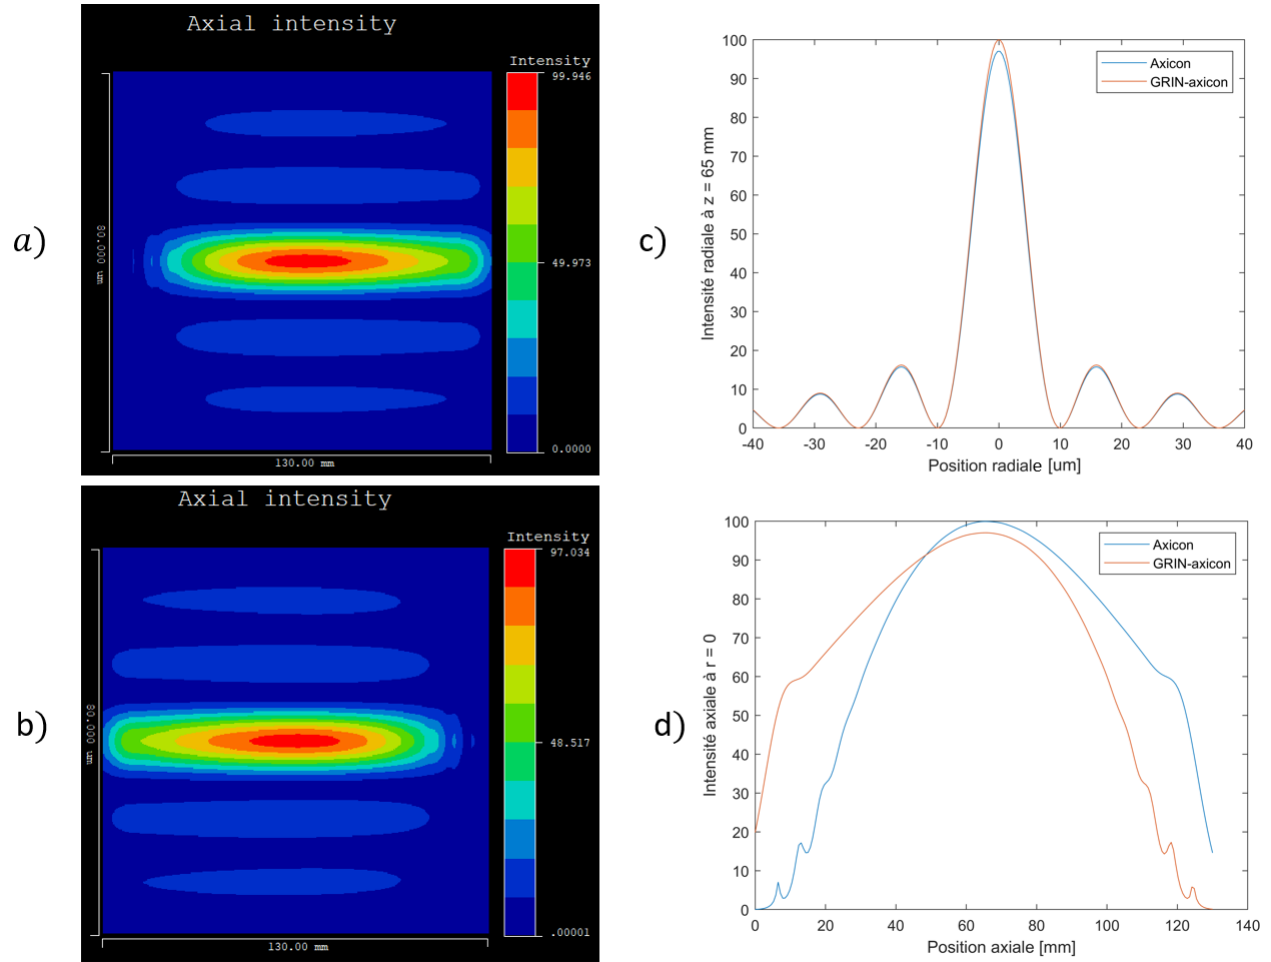 a)
Axial intensity
Intensity
99.946
49.973
0.0000
80.000 um
130.00 mm
b)
Axial intensity
Intensity
97.034
48.517
.00001
80.000 um
130.00 mm
c)
Intensité radiale à z = 65 mm
100
90
80
70
60
50
40
30
20
10
0
-40 -30 -20 -10 0 10 20 30 40
Position radiale [um]
Axicon
GRIN-axicon
d)
Intensité axiale à r = 0
100
90
80
70
60
50
40
30
20
10
0
0 20 40 60 80 100 120 140
Position axiale [mm]
Axicon
GRIN-axicon